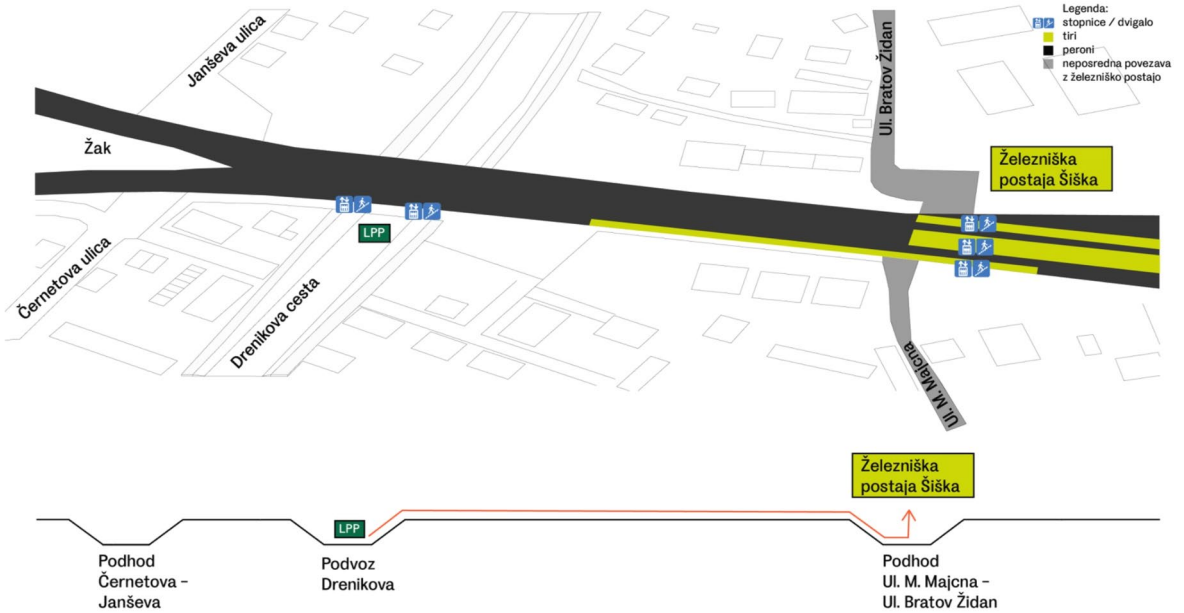 Legenda:
stopnice / dvigalo
tiri
peroni
neposredna povezava
z železniško postajo
Janševa ulica
Ul. Bratov Židan
Žak
Železniška
postaja Šiška
LPP
Černetova ulica
Drenikova cesta
Ul. M. Majcna
Železniška
postaja Šiška
LPP
Podhod
Černetova –
Janševa
Podvoz
Drenikova
Podhod
Ul. M. Majcna –
Ul. Bratov Židan